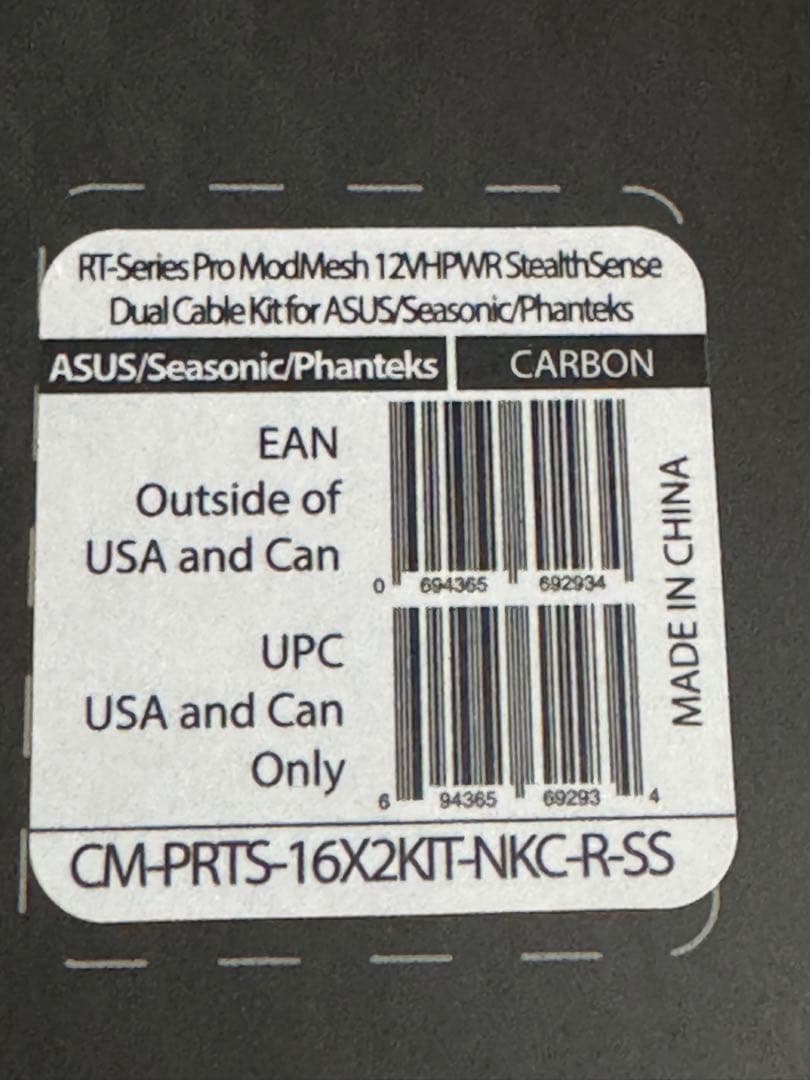 RT-Series Pro ModMesh 12VHPWR StealthSense
Dual Cable Kit for ASUS/Seasonic/Phanteks
ASUS/Seasonic/Phanteks CARBON
EAN
Outside of
USA and Can
0 694365 692934
UPC
USA and Can
Only
6 94365 69293 4
MADE IN CHINA
CM-PRTS-16X2KIT-NKC-R-SS